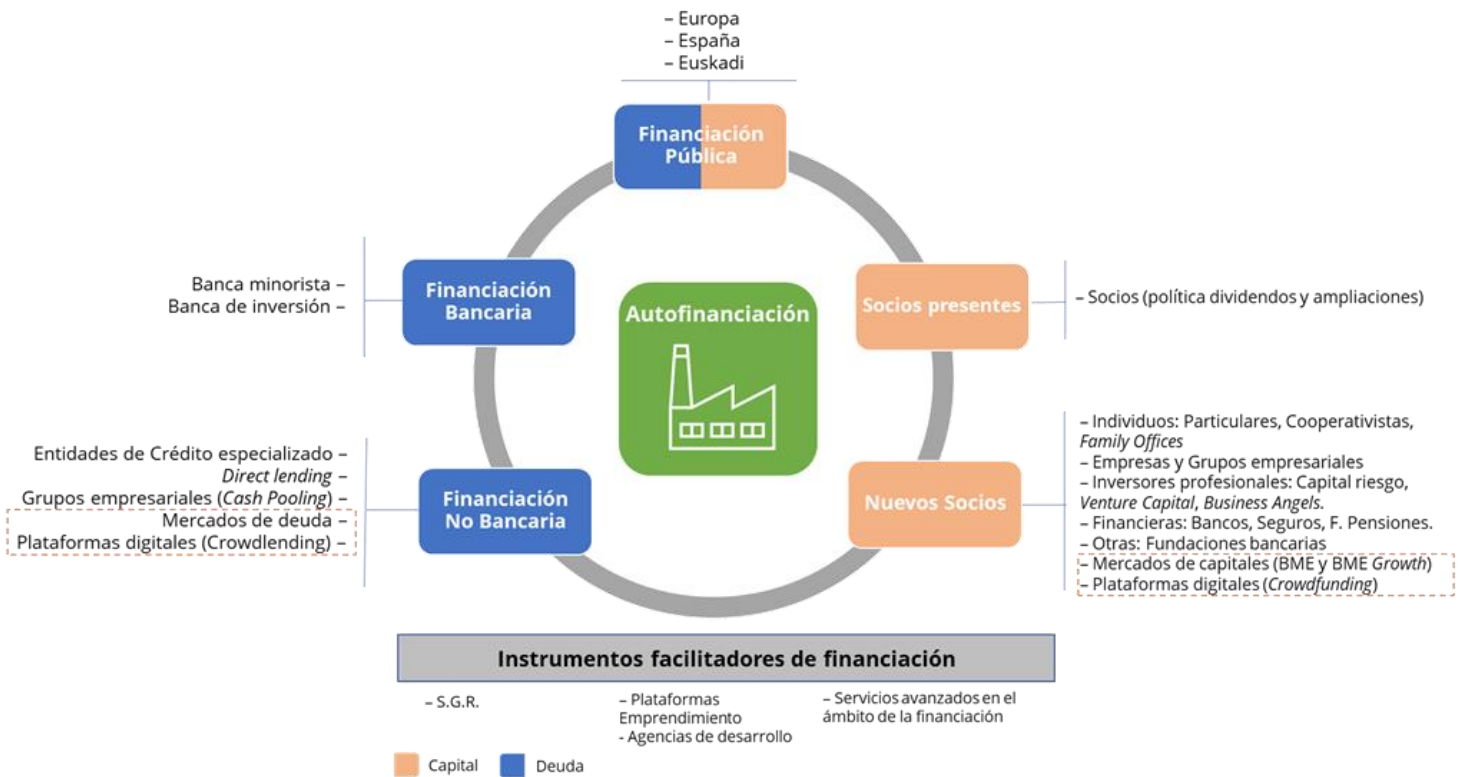 – Europa
– España
– Euskadi
Financiación
Pública
Banca minorista –
Banca de inversión –
Financiación
Bancaria
Autofinanciación
Socios presentes
– Socios (política dividendos y ampliaciones)
Entidades de Crédito especializado –
Direct lending –
Grupos empresariales (Cash Pooling) –
Mercados de deuda –
Plataformas digitales (Crowdlending) –
Financiación
No Bancaria
Nuevos Socios
– Individuos: Particulares, Cooperativistas,
Family Offices
– Empresas y Grupos empresariales
– Inversores profesionales: Capital riesgo,
Venture Capital, Business Angels.
– Financieras: Bancos, Seguros, F. Pensiones.
– Otras: Fundaciones bancarias
– Mercados de capitales (BME y BME Growth)
– Plataformas digitales (Crowdfunding)
Instrumentos facilitadores de financiación
– S.G.R.
– Plataformas
Emprendimiento
- Agencias de desarrollo
– Servicios avanzados en el
ámbito de la financiación
Capital
Deuda